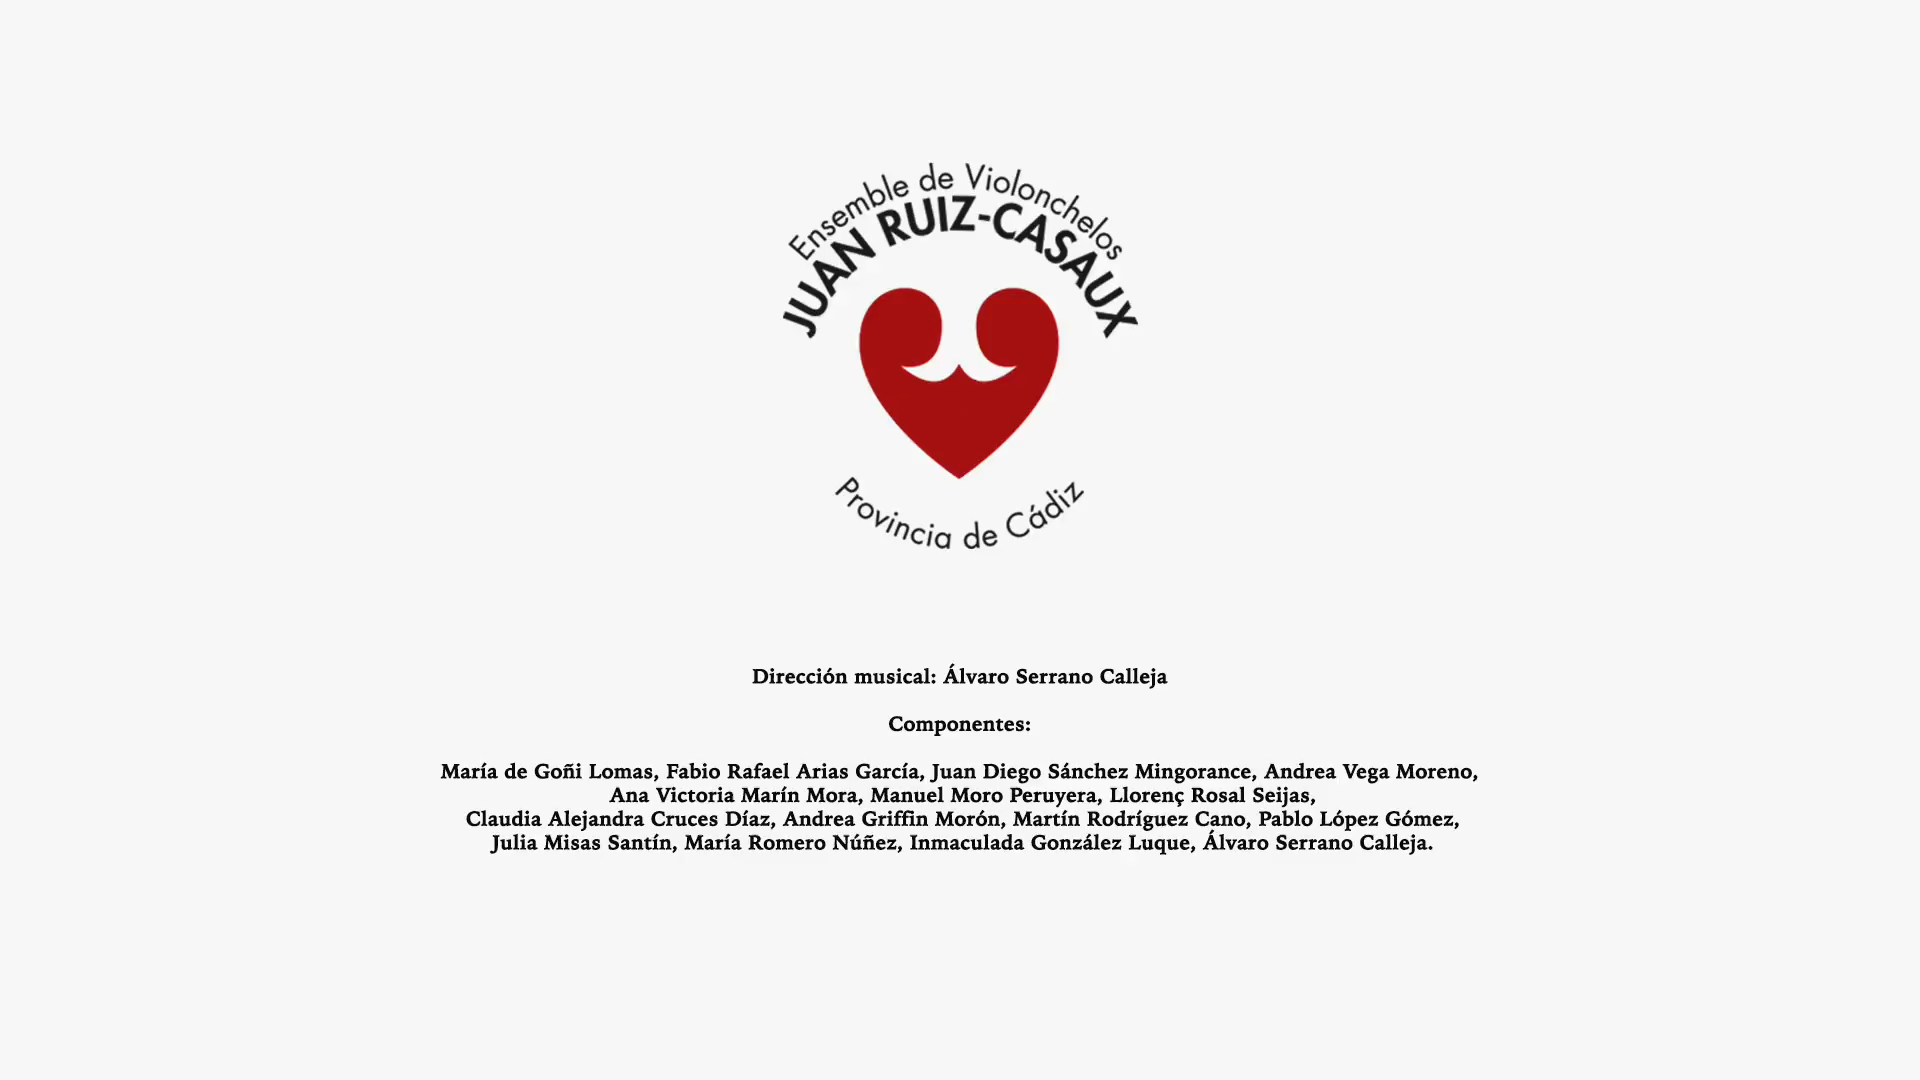 Ensemble de Violonchelos
JUAN RUIZ-CASAUX
Provincia de Cádiz
Dirección musical: Álvaro Serrano Calleja
Componentes:
María de Goñi Lomas, Fabio Rafael Arias García, Juan Diego Sánchez Mingorance, Andrea Vega Moreno,
Ana Victoria Marín Mora, Manuel Moro Peruyera, Llorenç Rosal Seijas,
Claudia Alejandra Cruces Díaz, Andrea Griffin Morón, Martín Rodríguez Cano, Pablo López Gómez,
Julia Misas Santín, María Romero Núñez, Inmaculada González Luque, Álvaro Serrano Calleja.